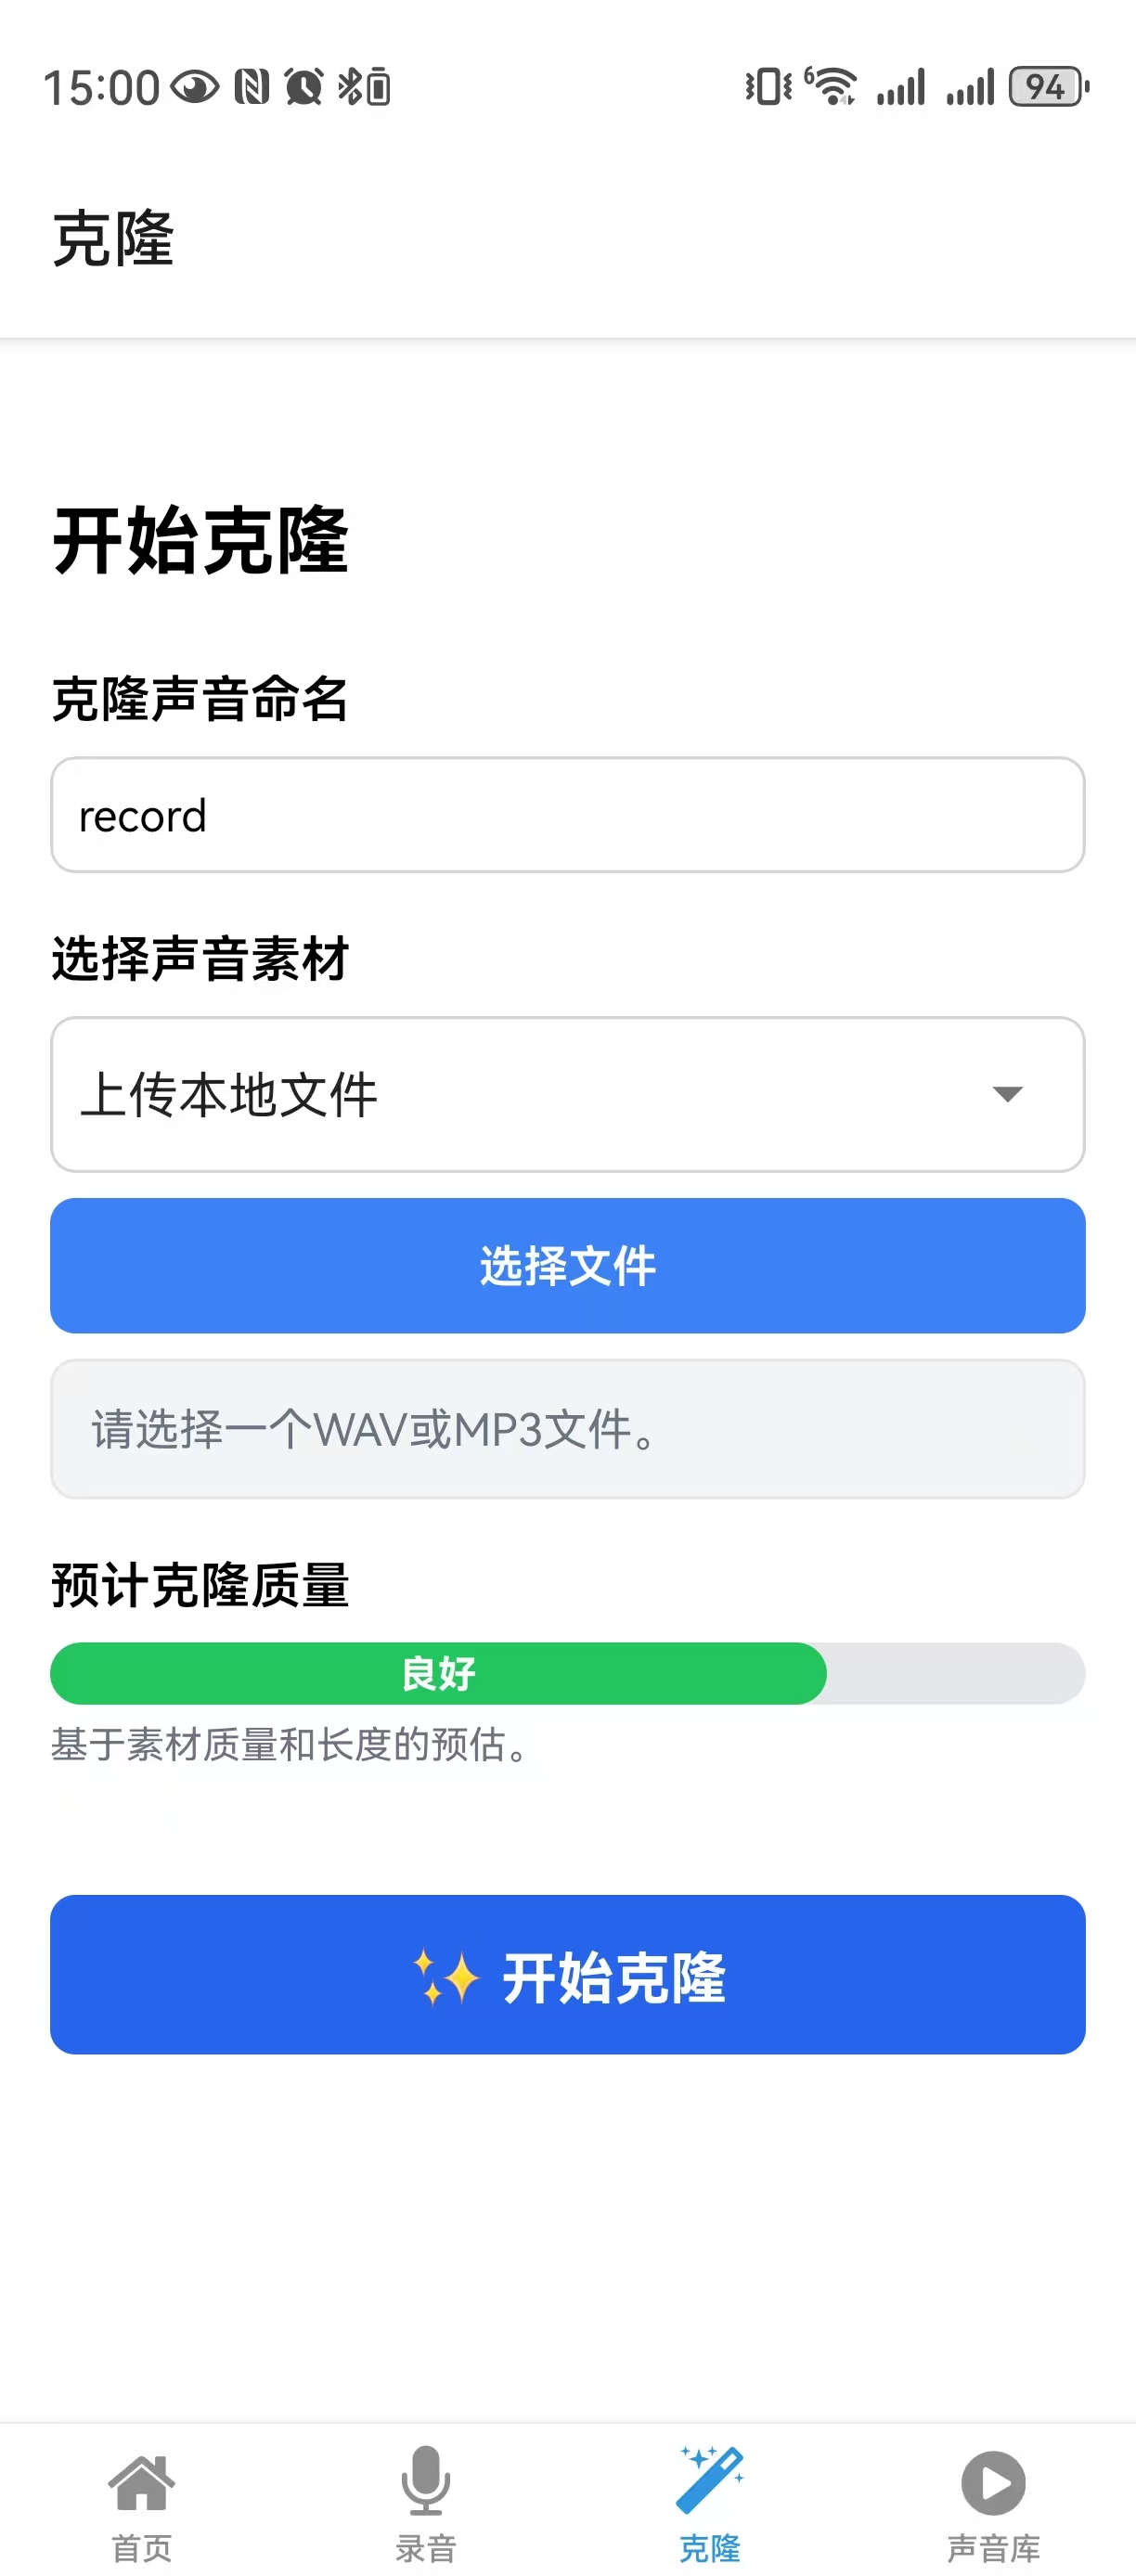 15:00
6
94
克隆
开始克隆
克隆声音命名
record
选择声音素材
上传本地文件
选择文件
请选择一个WAV或MP3文件。
预计克隆质量
良好
基于素材质量和长度的预估。
✨ 开始克隆
首页
录音
克隆
声音库